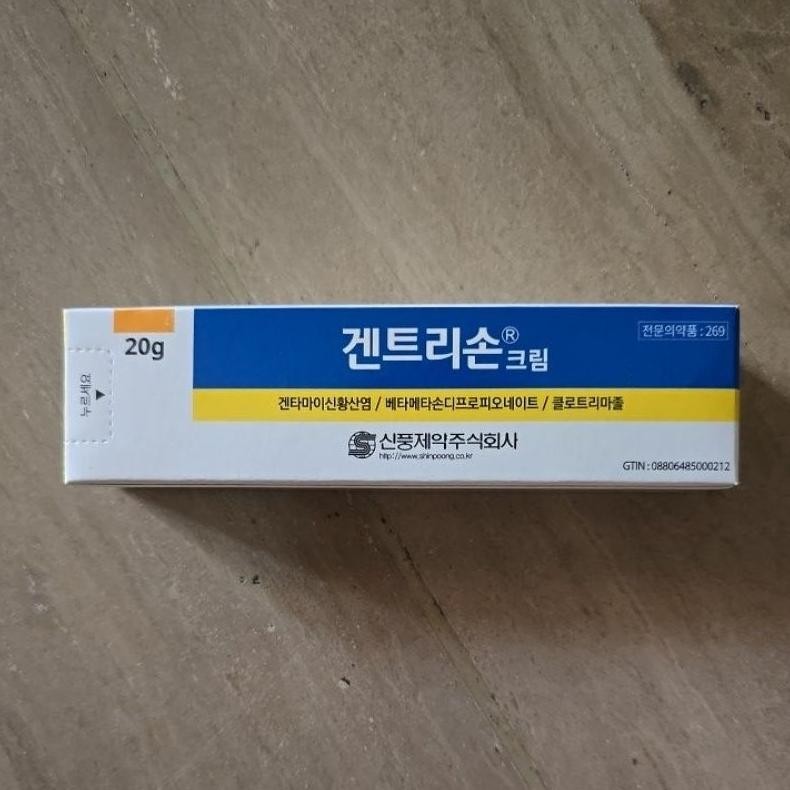 20g
누르세요
겐트리손® 크림
전문의약품 : 269
겐타마이신황산염 / 베타메타손디프로피오네이트 / 클로트리마졸
신풍제약주식회사
http://www.shinpoong.co.kr
GTIN : 08806485000212